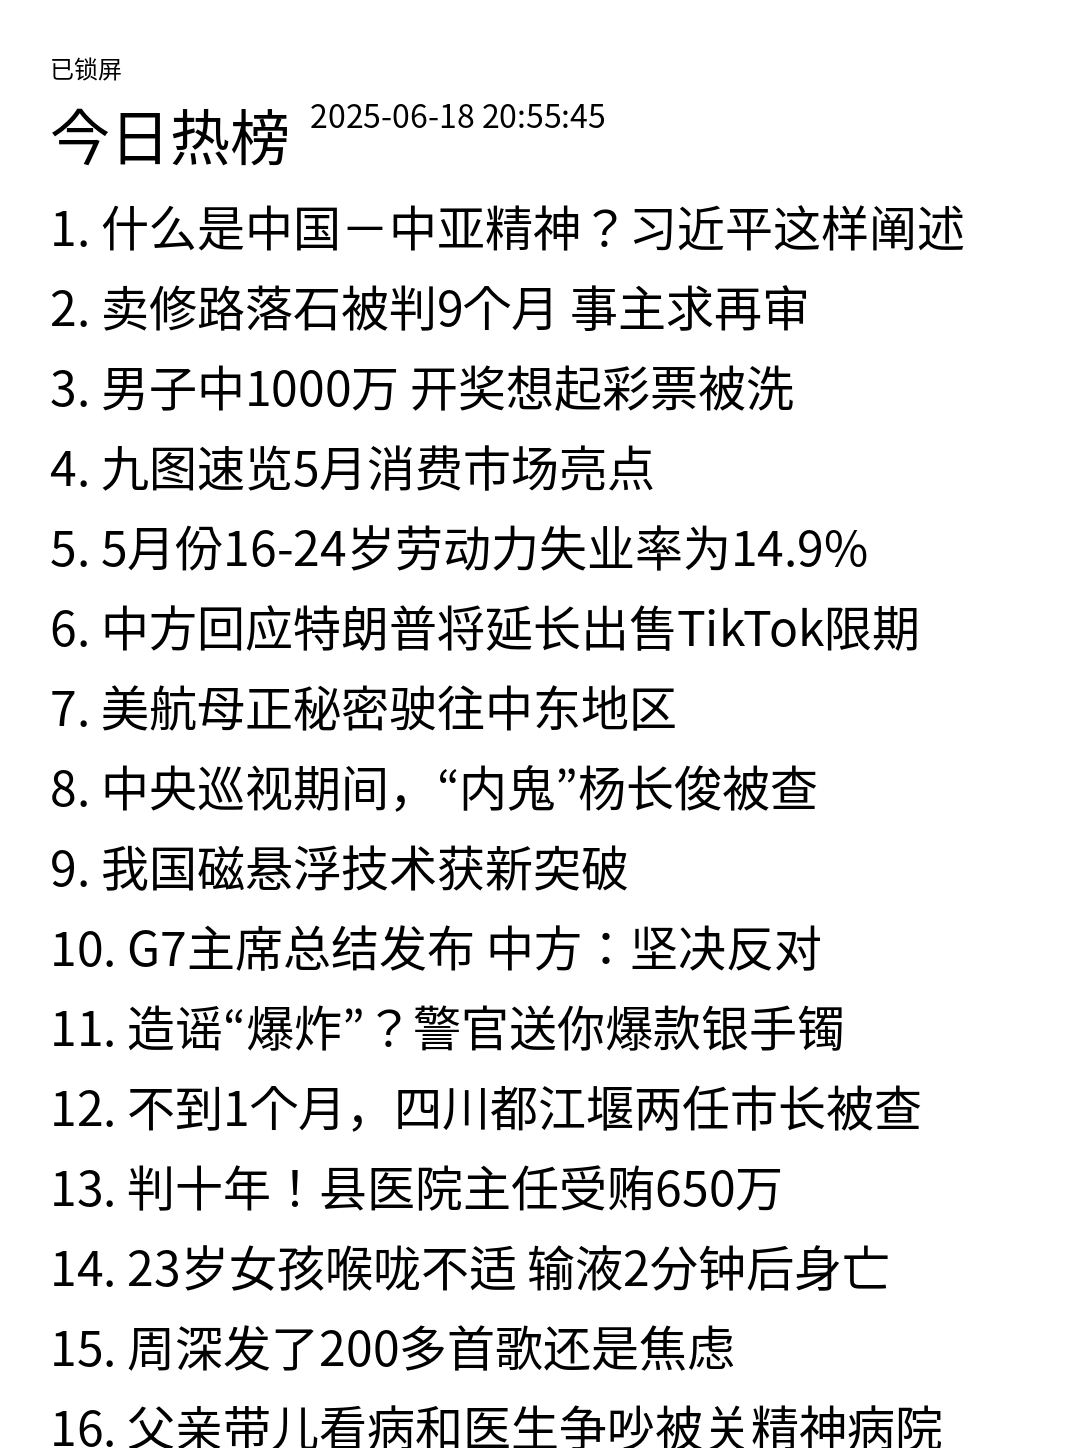 已锁屏
今日热榜 2025-06-18 20:55:45
1. 什么是中国－中亚精神？习近平这样阐述
2. 卖修路落石被判9个月 事主求再审
3. 男子中1000万 开奖想起彩票被洗
4. 九图速览5月消费市场亮点
5. 5月份16-24岁劳动力失业率为14.9%
6. 中方回应特朗普将延长出售TikTok限期
7. 美航母正秘密驶往中东地区
8. 中央巡视期间，“内鬼”杨长俊被查
9. 我国磁悬浮技术获新突破
10. G7主席总结发布 中方：坚决反对
11. 造谣“爆炸”？警官送你爆款银手镯
12. 不到1个月，四川都江堰两任市长被查
13. 判十年！县医院主任受贿650万
14. 23岁女孩喉咙不适 输液2分钟后身亡
15. 周深发了200多首歌还是焦虑
16. 父亲带儿看病和医生争吵被关精神病院